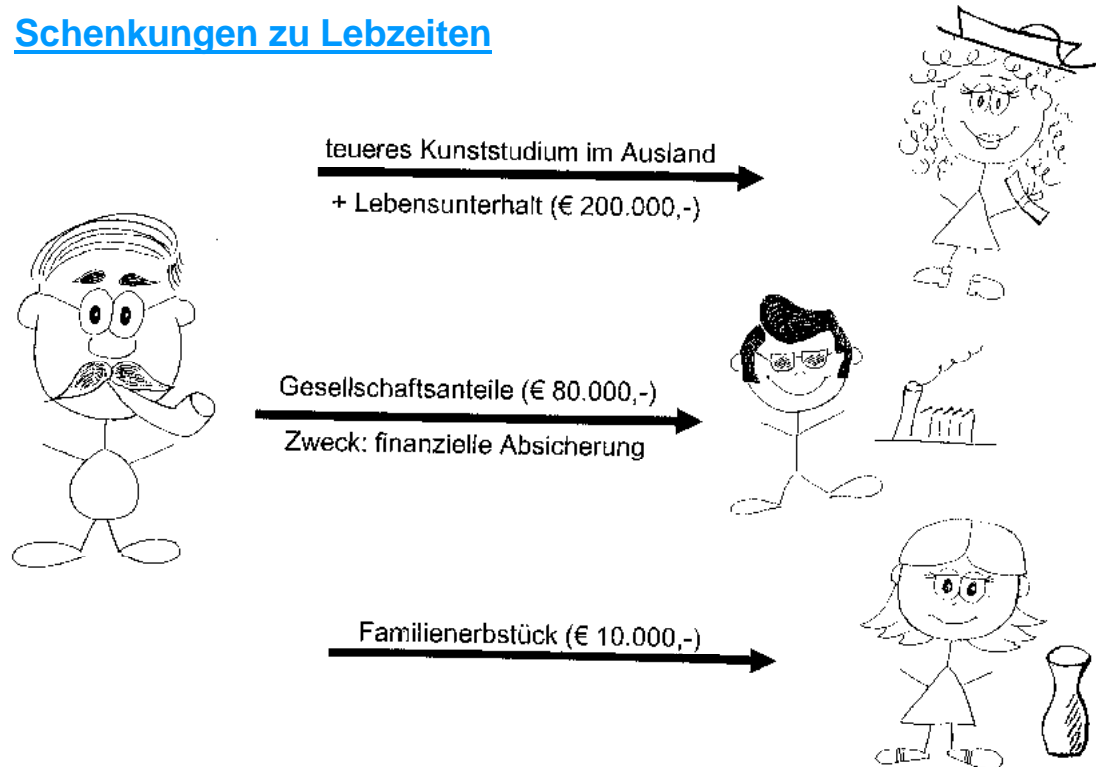 Schenkungen zu Lebzeiten
teueres Kunststudium im Ausland
+ Lebensunterhalt (€ 200.000,-)
Gesellschaftsanteile (€ 80.000,-)
Zweck: finanzielle Absicherung
Familienerbstück (€ 10.000,-)